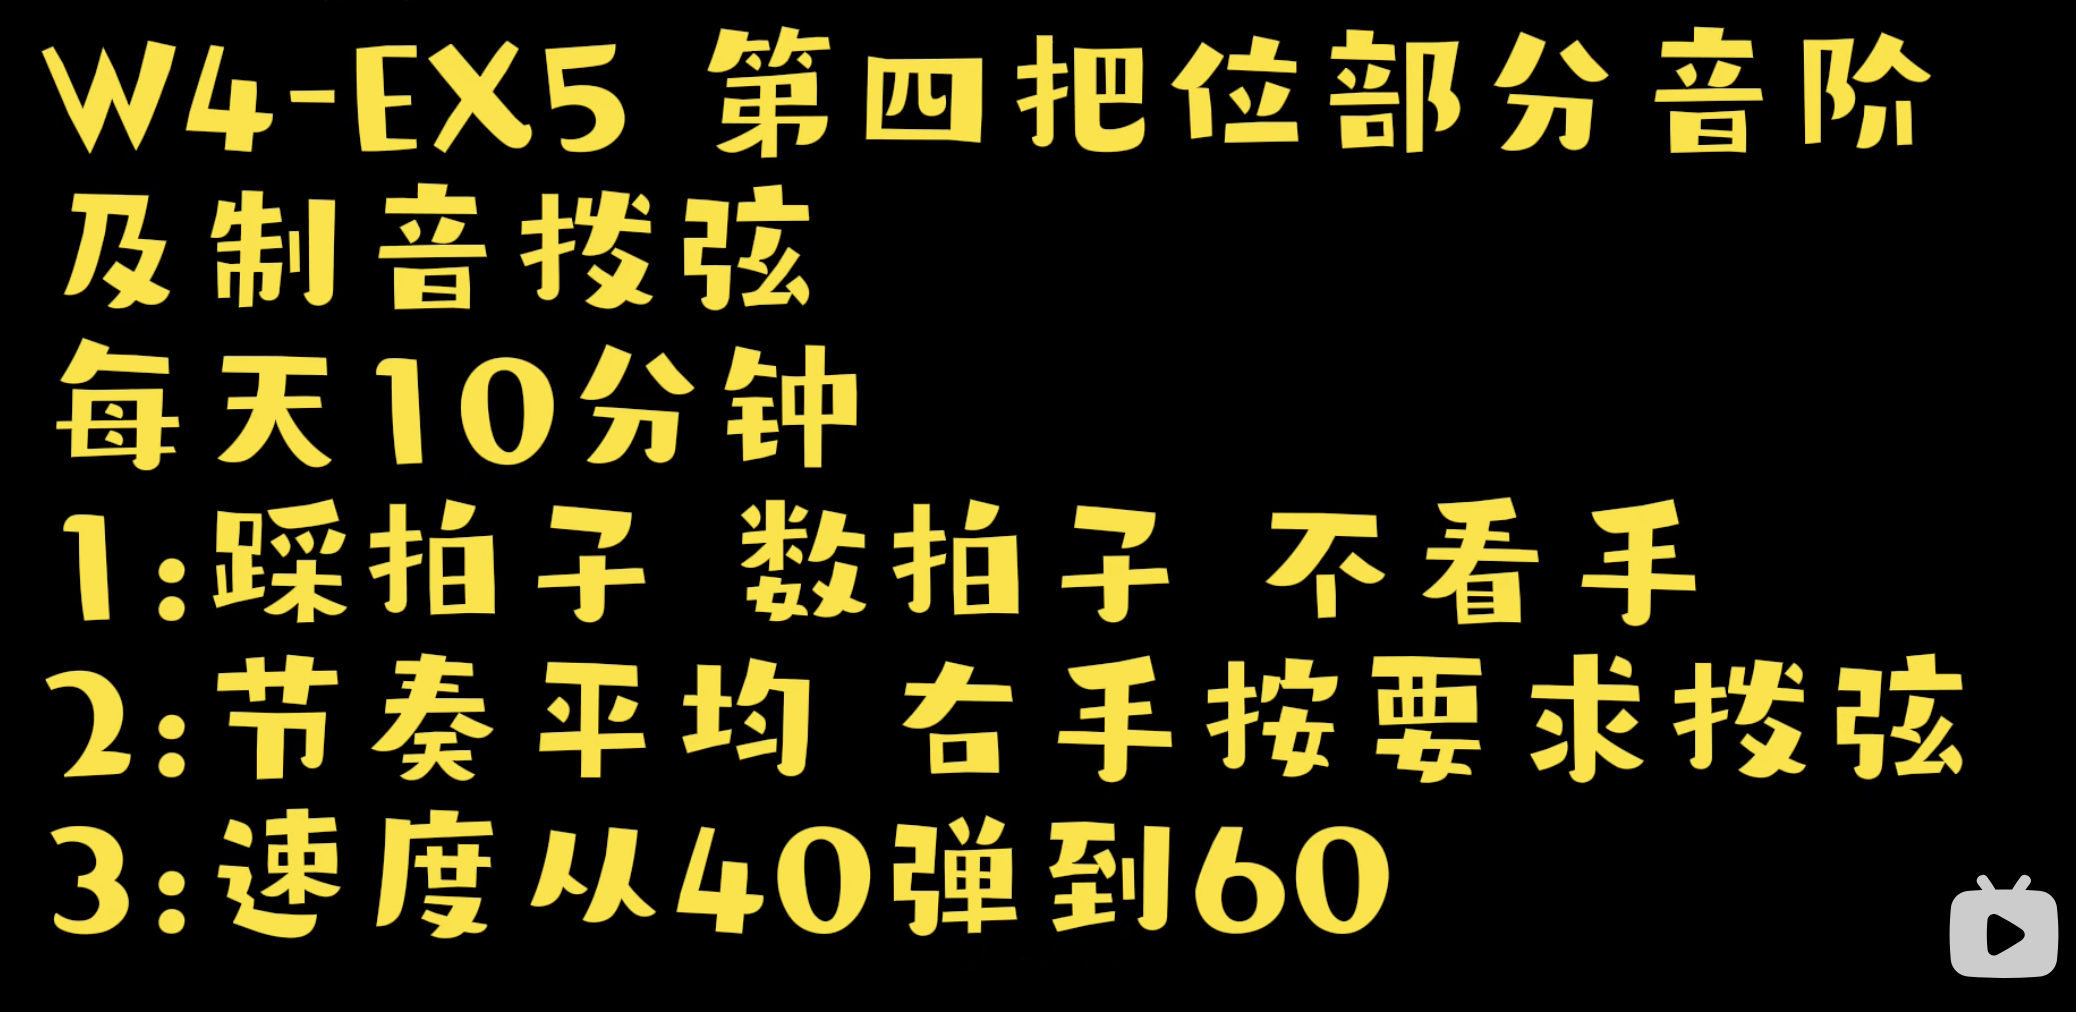 W4-EX5 第四把位部分音阶
及制音拨弦
每天10分钟
1:踩拍子 数拍子 不看手
2:节奏平均 右手按要求拨弦
3:速度从40弹到60